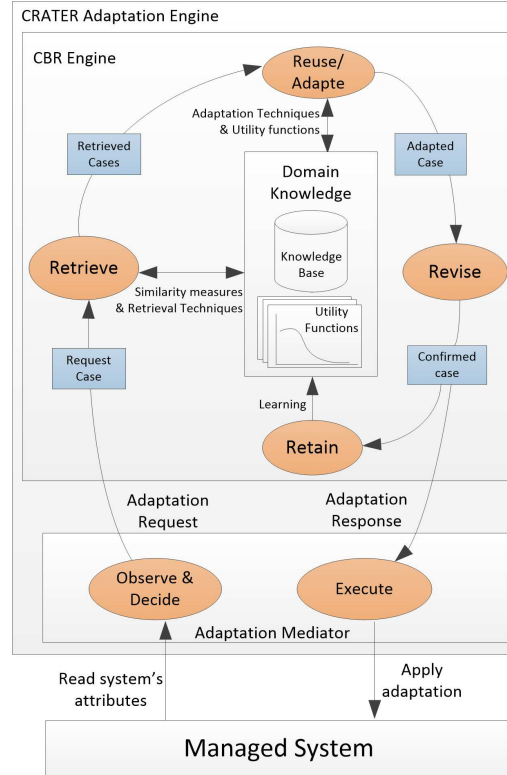 CRATER Adaptation Engine
CBR Engine
Reuse/
Adapte
Adaptation Techniques
& Utility functions
Retrieved
Cases
Adapted
Case
Domain
Knowledge
Knowledge
Base
Retrieve
Revise
Similarity measures
& Retrieval Techniques
Utility
Functions
Request
Case
Confirmed
case
Learning
Retain
Adaptation
Request
Adaptation
Response
Observe &
Decide
Execute
Adaptation Mediator
Read system's
attributes
Apply
adaptation
Managed System